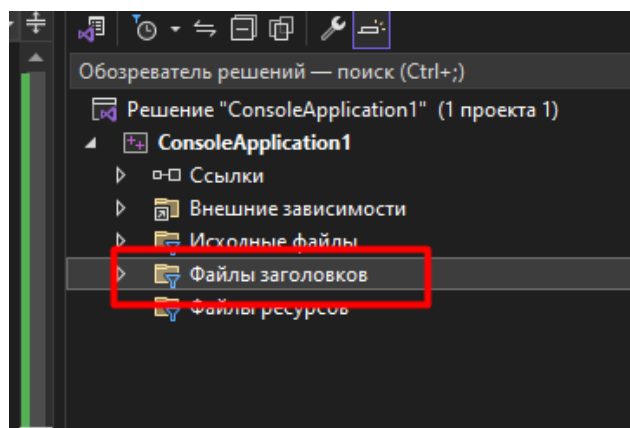 Обозреватель решений — поиск (Ctrl+;)
Решение "ConsoleApplication1" (1 проекта 1)
ConsoleApplication1
Ссылки
Внешние зависимости
Исходные файлы
Файлы заголовков
Файлы ресурсов